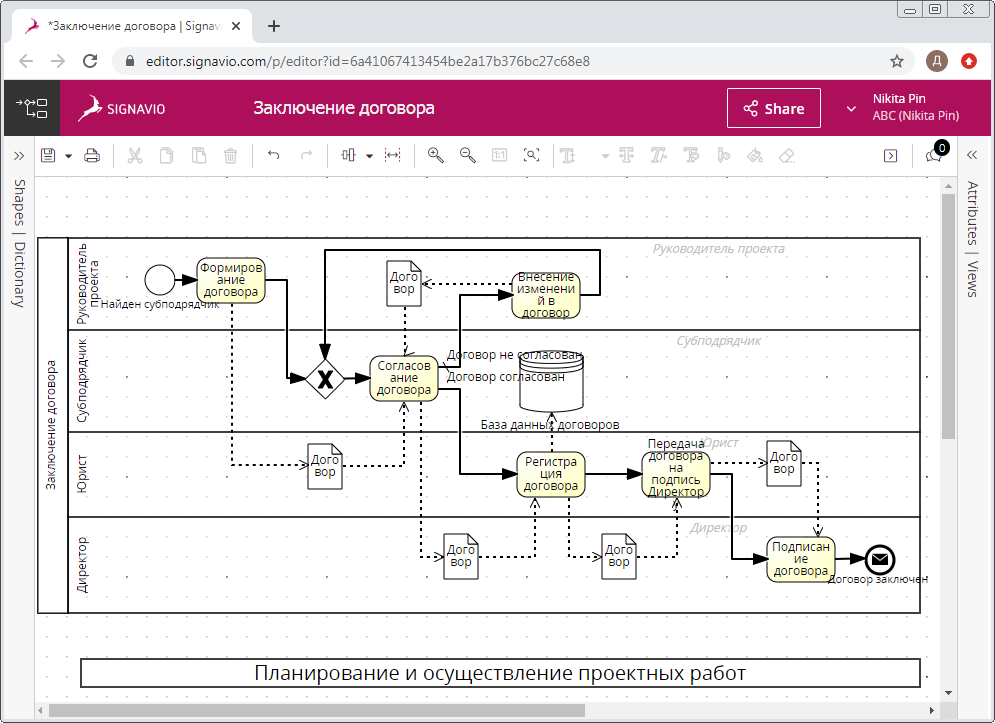 *Заключение договора | Signavi
editor.signavio.com/p/editor?id=6a41067413454be2a17b376bc27c68e8
Д
SIGNAVIO
Заключение договора
Share
Nikita Pin
ABC (Nikita Pin)
1:1
0
Shapes | Dictionary
Attributes | Views
Заключение договора
Руководитель
проекта
Руководитель проекта
Найден субподрядчик
Формиров
ание
договора
Дого
вор
Внесение
изменени
й в
договор
Субподрядчик
Субподрядчик
X
Согласов
ание
договора
Договор не согласован
Договор согласован
База данных договоров
Юрист
Юрист
Дого
вор
Регистра
ция
договора
Передача
договора
на
подпись
Директор
Дого
вор
Директор
Директор
Дого
вор
Дого
вор
Подписан
ие
договора
Договор заключен
Планирование и осуществление проектных работ